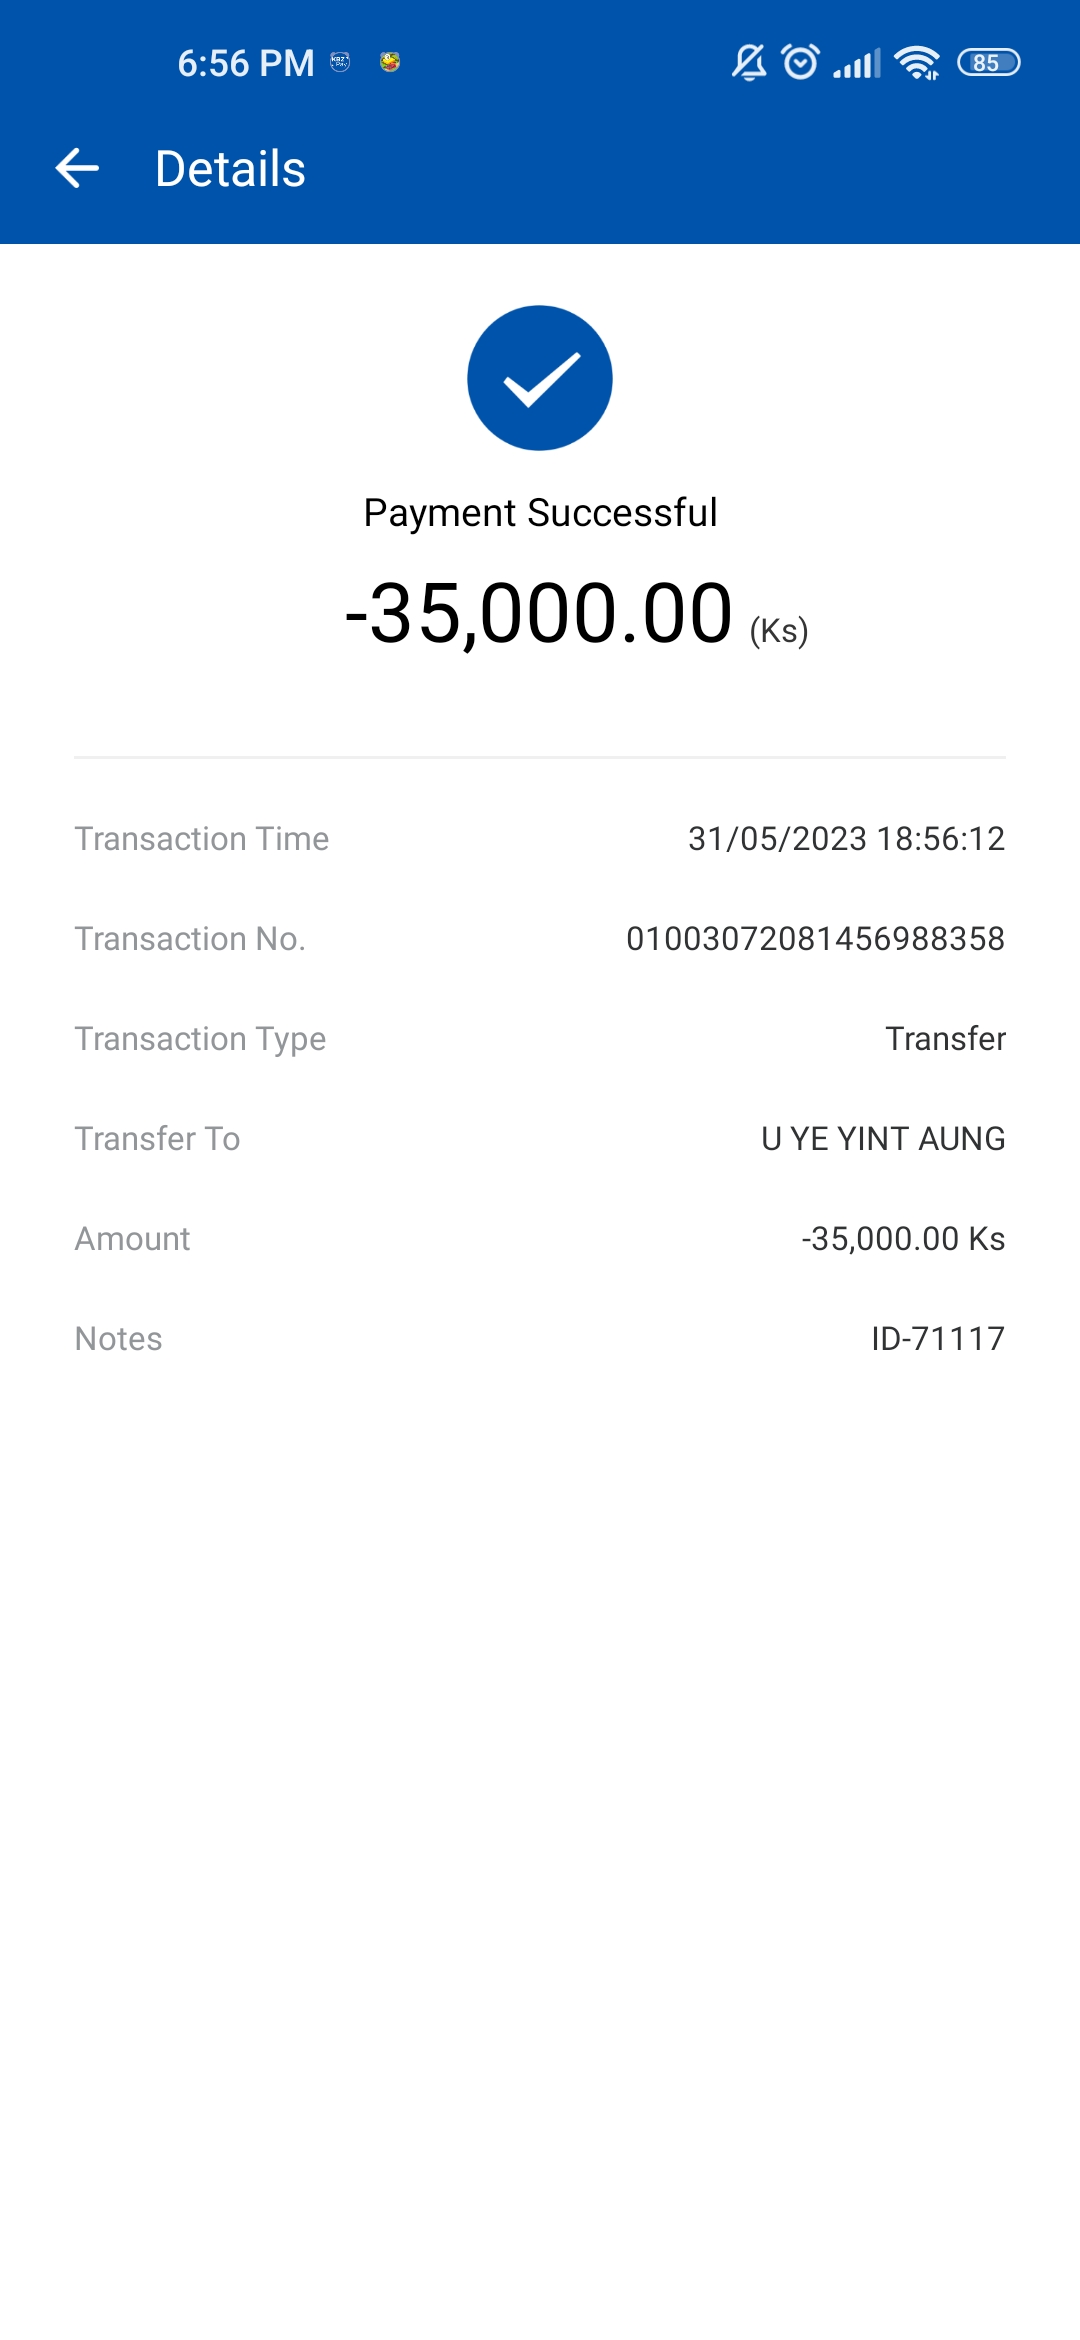 6:56 PM
85
Details
Payment Successful
-35,000.00 (Ks)
Transaction Time 31/05/2023 18:56:12
Transaction No. 01003072081456988358
Transaction Type Transfer
Transfer To U YE YINT AUNG
Amount -35,000.00 Ks
Notes ID-71117